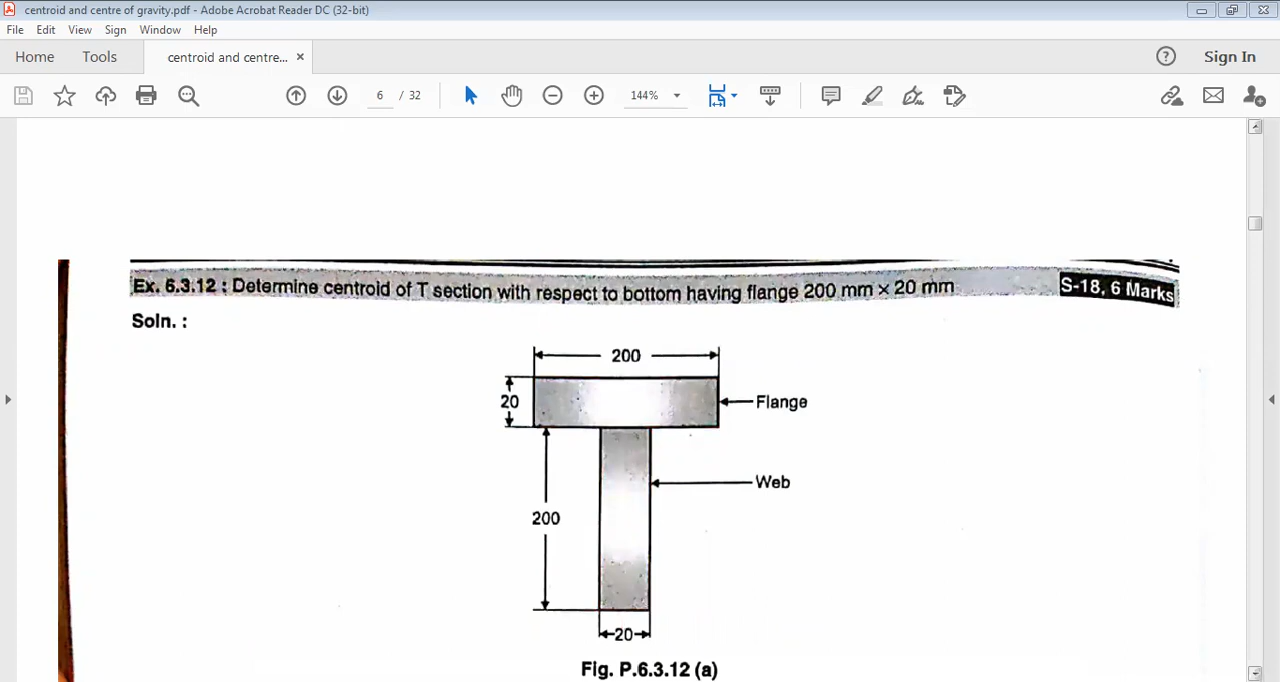 centroid and centre of gravity.pdf - Adobe Acrobat Reader DC (32-bit)
File Edit View Sign Window Help
Home Tools centroid and centre... × Sign In
6 / 32 144%
Ex. 6.3.12 : Determine centroid of T section with respect to bottom having flange 200 mm × 20 mm S-18, 6 Marks
Soln. :
200
20 Flange
Web
200
20
Fig. P.6.3.12 (a)